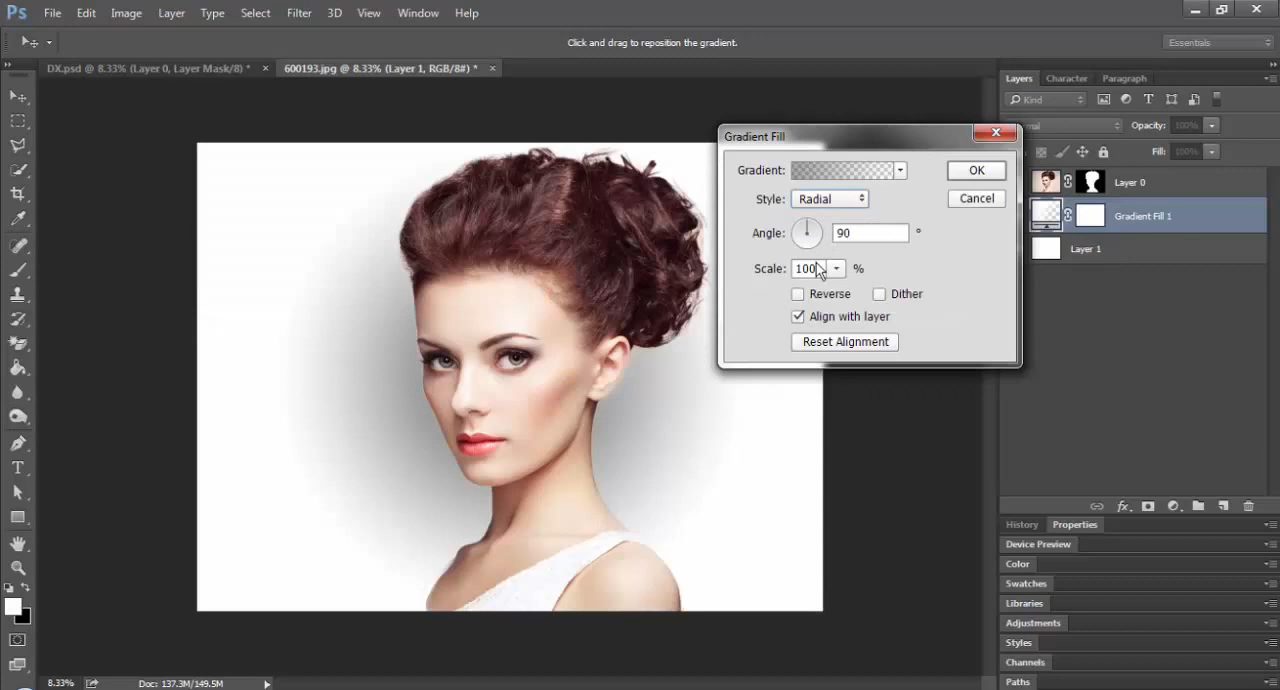 Ps File Edit Image Layer Type Select Filter 3D View Window Help
Click and drag to reposition the gradient.
Essentials
DX.psd @ 8.33% (Layer 0, Layer Mask/8) * × 600193.jpg @ 8.33% (Layer 1, RGB/8#) * ×
Layers Character Paragraph
Kind
Opacity: 100%
Fill: 100%
Layer 0
Gradient Fill 1
Layer 1
Gradient Fill
Gradient: OK
Style: Radial Cancel
Angle: 90 °
Scale: 100 %
Reverse Dither
Align with layer
Reset Alignment
fx
History Properties
Device Preview
Color
Swatches
Libraries
Adjustments
Styles
Channels
Paths
T
8.33% Doc: 137.3M/149.5M